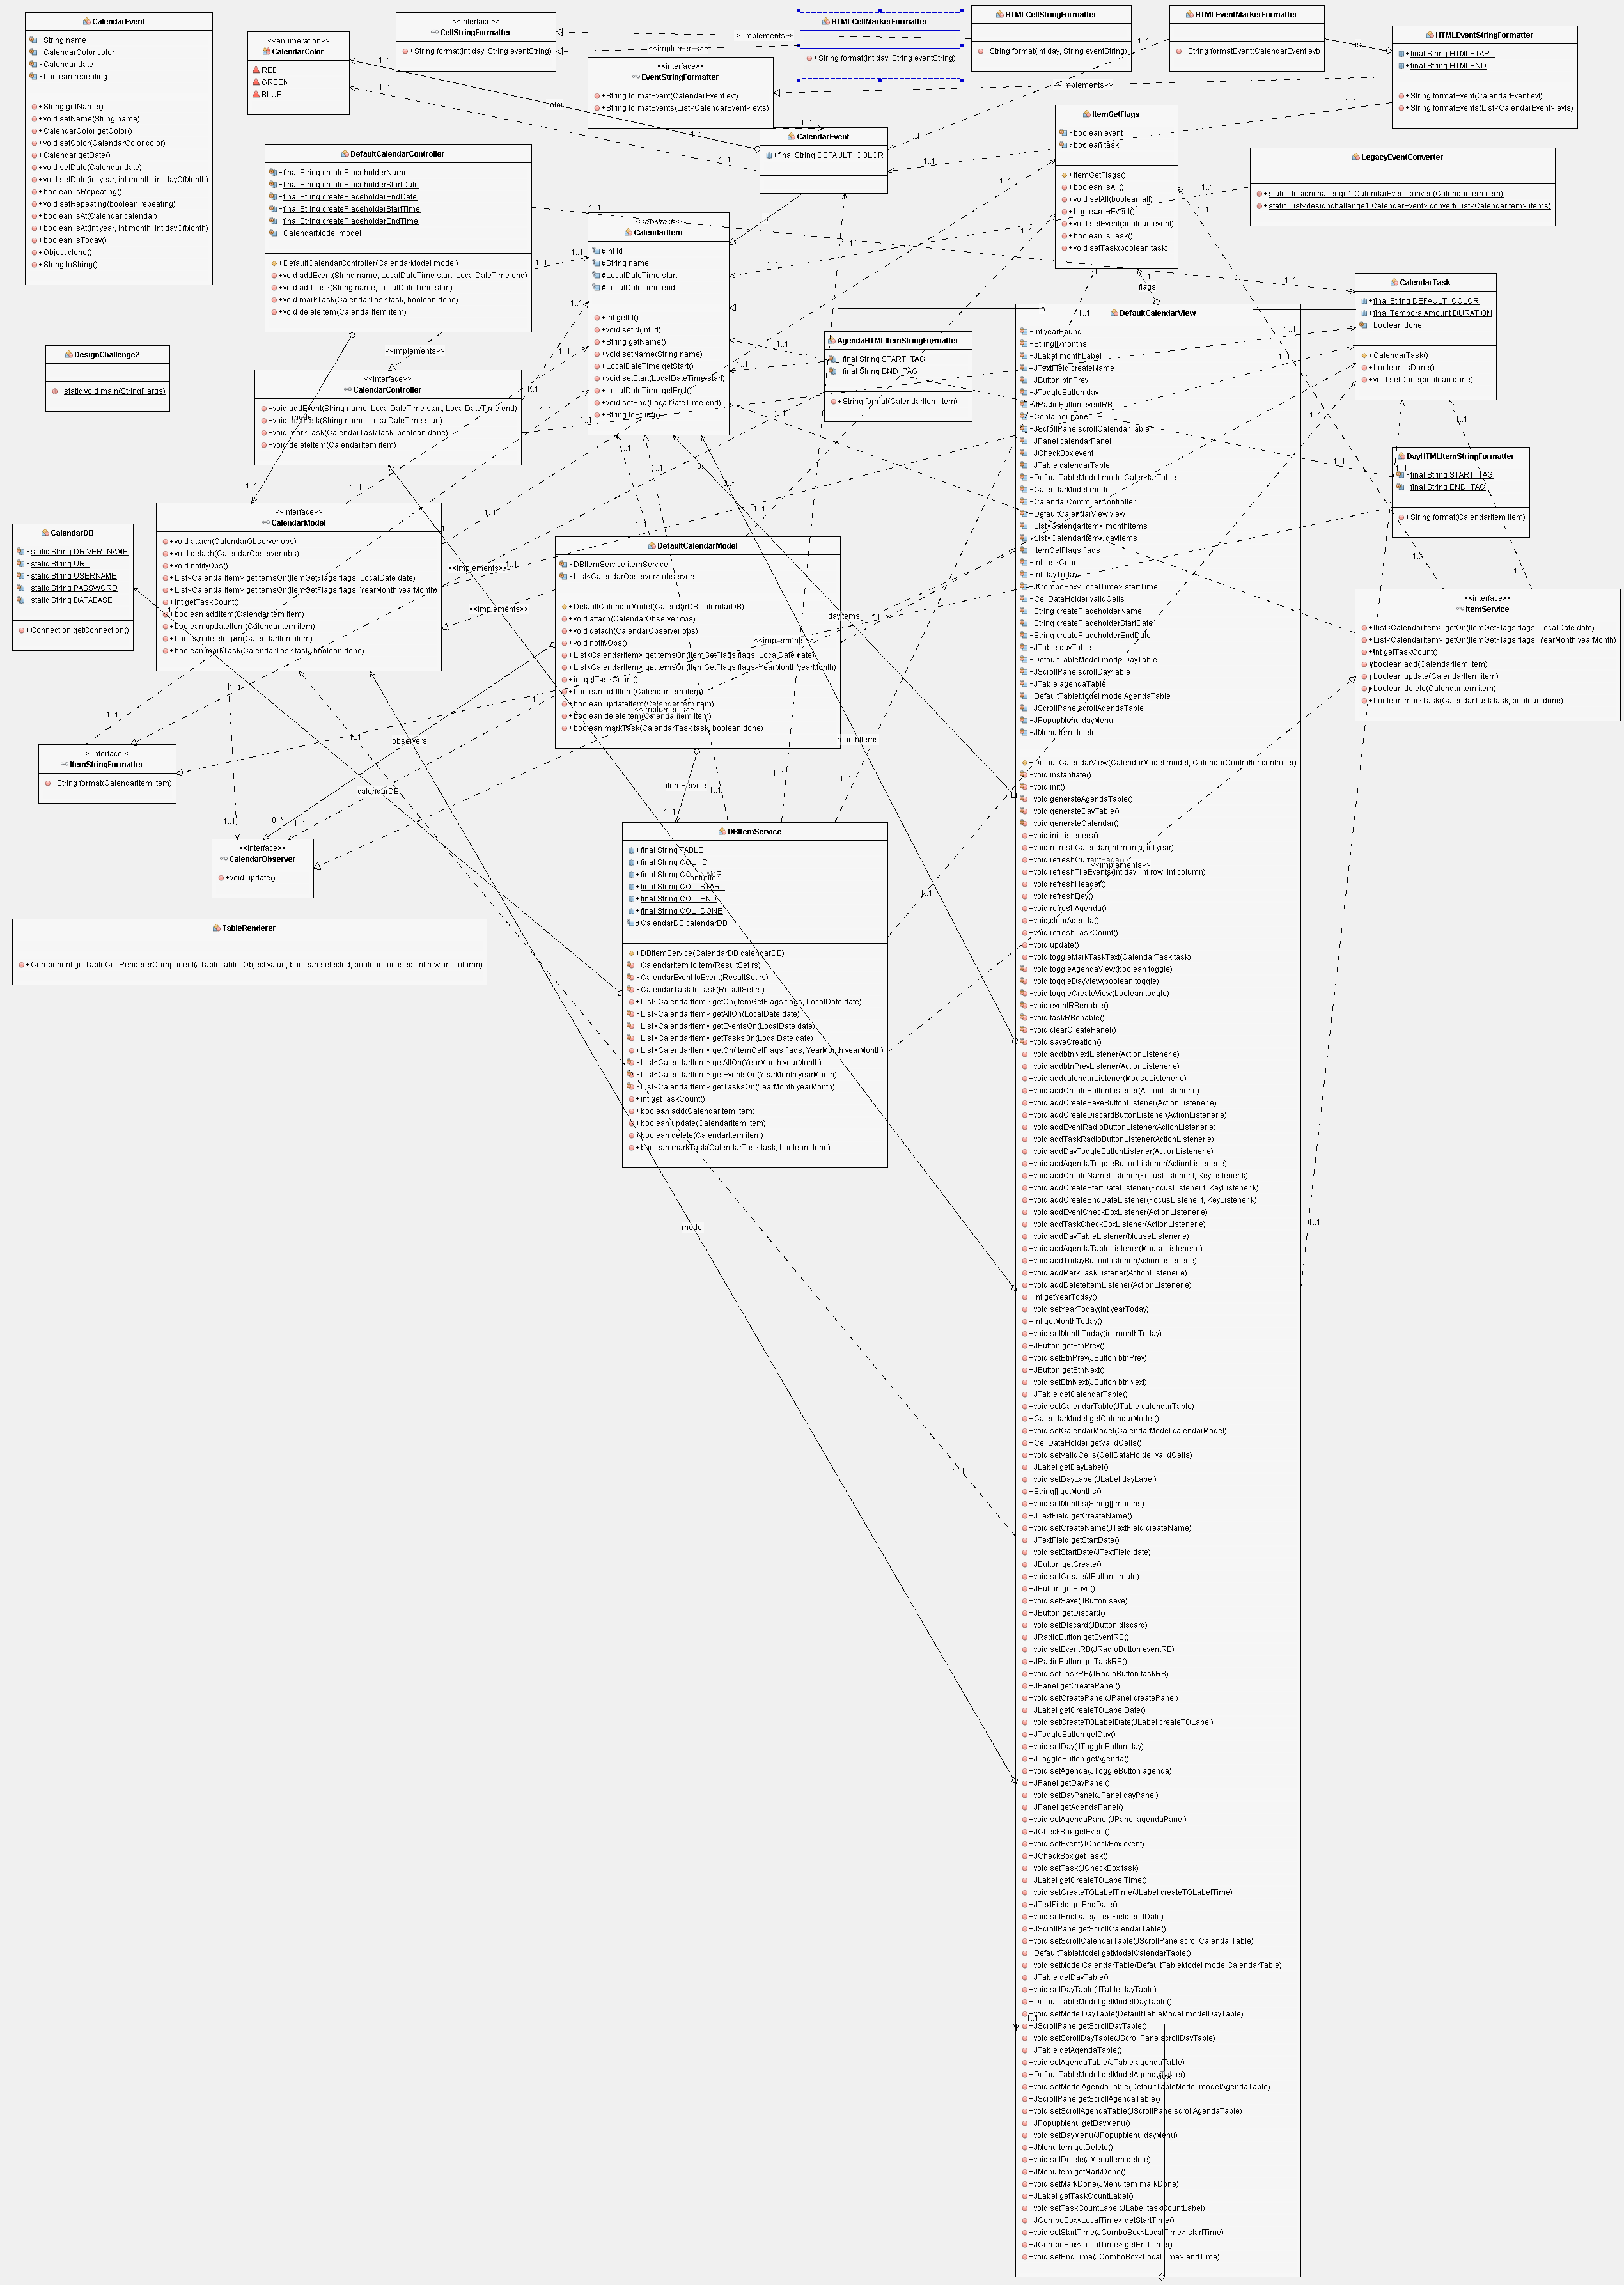 CalendarEvent
- String name
- CalendarColor color
- Calendar date
- boolean repeating
+ String getName()
+ void setName(String name)
+ CalendarColor getColor()
+ void setColor(CalendarColor color)
+ Calendar getDate()
+ void setDate(Calendar date)
+ void setDate(int year, int month, int dayOfMonth)
+ boolean isRepeating()
+ void setRepeating(boolean repeating)
+ boolean isAt(Calendar calendar)
+ boolean isAt(int year, int month, int dayOfMonth)
+ boolean isToday()
+ Object clone()
+ String toString()
<<enumeration>>
CalendarColor
RED
GREEN
BLUE
<<interface>>
CellStringFormatter
+ String format(int day, String eventString)
<<interface>>
EventStringFormatter
+ String formatEvent(CalendarEvent evt)
+ String formatEvents(List<CalendarEvent> evts)
HTMLCellMarkerFormatter
+ String format(int day, String eventString)
HTMLCellStringFormatter
+ String format(int day, String eventString)
HTMLEventMarkerFormatter
+ String formatEvent(CalendarEvent evt)
HTMLEventStringFormatter
+ final String HTMLSTART
+ final String HTMLEND
+ String formatEvent(CalendarEvent evt)
+ String formatEvents(List<CalendarEvent> evts)
<<implements>>
<<implements>>
<<implements>>
is
color
1..1
1..1
CalendarEvent
+ final String DEFAULT_COLOR
is
ItemGetFlags
- boolean event
- boolean task
+ ItemGetFlags()
+ boolean isAll()
+ void setAll(boolean all)
+ boolean isEvent()
+ void setEvent(boolean event)
+ boolean isTask()
+ void setTask(boolean task)
flags
LegacyEventConverter
+ static designchallenge1.CalendarEvent convert(CalendarItem item)
+ static List<designchallenge1.CalendarEvent> convert(List<CalendarItem> items)
DefaultCalendarController
- final String createPlaceholderName
- final String createPlaceholderStartDate
- final String createPlaceholderEndDate
- final String createPlaceholderStartTime
- final String createPlaceholderEndTime
- CalendarModel model
+ DefaultCalendarController(CalendarModel model)
+ void addEvent(String name, LocalDateTime start, LocalDateTime end)
+ void addTask(String name, LocalDateTime start)
+ void markTask(CalendarTask task, boolean done)
+ void deleteItem(CalendarItem item)
<<implements>>
<<abstract>>
CalendarItem
# int id
# String name
# LocalDateTime start
# LocalDateTime end
+ int getId()
+ void setId(int id)
+ String getName()
+ void setName(String name)
+ LocalDateTime getStart()
+ void setStart(LocalDateTime start)
+ LocalDateTime getEnd()
+ void setEnd(LocalDateTime end)
+ String toString()
CalendarTask
+ final String DEFAULT_COLOR
+ final TemporalAmount DURATION
- boolean done
+ CalendarTask()
+ boolean isDone()
+ void setDone(boolean done)
is
DesignChallenge2
+ static void main(String[] args)
<<interface>>
CalendarController
+ void addEvent(String name, LocalDateTime start, LocalDateTime end)
+ void addTask(String name, LocalDateTime start)
+ void markTask(CalendarTask task, boolean done)
+ void deleteItem(CalendarItem item)
model
AgendaHTMLItemStringFormatter
- final String START_TAG
- final String END_TAG
+ String format(CalendarItem item)
DayHTMLItemStringFormatter
- final String START_TAG
- final String END_TAG
+ String format(CalendarItem item)
CalendarDB
- static String DRIVER_NAME
- static String URL
- static String USERNAME
- static String PASSWORD
- static String DATABASE
+ Connection getConnection()
<<interface>>
CalendarModel
+ void attach(CalendarObserver obs)
+ void detach(CalendarObserver obs)
+ void notifyObs()
+ List<CalendarItem> getItemsOn(ItemGetFlags flags, LocalDate date)
+ List<CalendarItem> getItemsOn(ItemGetFlags flags, YearMonth yearMonth)
+ int getTaskCount()
+ boolean addItem(CalendarItem item)
+ boolean updateItem(CalendarItem item)
+ boolean deleteItem(CalendarItem item)
+ boolean markTask(CalendarTask task, boolean done)
<<implements>>
<<implements>>
DefaultCalendarModel
- DBItemService itemService
- List<CalendarObserver> observers
+ DefaultCalendarModel(CalendarDB calendarDB)
+ void attach(CalendarObserver obs)
+ void detach(CalendarObserver obs)
+ void notifyObs()
+ List<CalendarItem> getItemsOn(ItemGetFlags flags, LocalDate date)
+ List<CalendarItem> getItemsOn(ItemGetFlags flags, YearMonth yearMonth)
+ int getTaskCount()
+ boolean addItem(CalendarItem item)
+ boolean updateItem(CalendarItem item)
+ boolean deleteItem(CalendarItem item)
+ boolean markTask(CalendarTask task, boolean done)
<<implements>>
<<implements>>
0..*
0..*
dayItems
monthItems
<<interface>>
ItemService
+ List<CalendarItem> getOn(ItemGetFlags flags, LocalDate date)
+ List<CalendarItem> getOn(ItemGetFlags flags, YearMonth yearMonth)
+ int getTaskCount()
+ boolean add(CalendarItem item)
+ boolean update(CalendarItem item)
+ boolean delete(CalendarItem item)
+ boolean markTask(CalendarTask task, boolean done)
<<interface>>
ItemStringFormatter
+ String format(CalendarItem item)
observers
calendarDB
itemService
0..*
1..1
<<interface>>
CalendarObserver
+ void update()
TableRenderer
+ Component getTableCellRendererComponent(JTable table, Object value, boolean selected, boolean focused, int row, int column)
DBItemService
+ final String TABLE
+ final String COL_ID
+ final String COL_NAME
+ final String COL_START
+ final String COL_END
+ final String COL_DONE
# CalendarDB calendarDB
controller
+ DBItemService(CalendarDB calendarDB)
- CalendarItem toItem(ResultSet rs)
- CalendarEvent toEvent(ResultSet rs)
- CalendarTask toTask(ResultSet rs)
+ List<CalendarItem> getOn(ItemGetFlags flags, LocalDate date)
- List<CalendarItem> getAllOn(LocalDate date)
- List<CalendarItem> getEventsOn(LocalDate date)
- List<CalendarItem> getTasksOn(LocalDate date)
+ List<CalendarItem> getOn(ItemGetFlags flags, YearMonth yearMonth)
- List<CalendarItem> getAllOn(YearMonth yearMonth)
- List<CalendarItem> getEventsOn(YearMonth yearMonth)
- List<CalendarItem> getTasksOn(YearMonth yearMonth)
+ int getTaskCount()
+ boolean add(CalendarItem item)
+ boolean update(CalendarItem item)
+ boolean delete(CalendarItem item)
+ boolean markTask(CalendarTask task, boolean done)
model
1..1
DefaultCalendarView
- int yearBound
- String[] months
- JLabel monthLabel
- JTextField createName
- JButton btnPrev
- JToggleButton day
- JRadioButton eventRB
- Container pane
- JScrollPane scrollCalendarTable
- JPanel calendarPanel
- JCheckBox event
- JTable calendarTable
- DefaultTableModel modelCalendarTable
- CalendarModel model
- CalendarController controller
- DefaultCalendarView view
- List<CalendarItem> monthItems
- List<CalendarItem> dayItems
- ItemGetFlags flags
- int taskCount
- int dayToday
- JComboBox<LocalTime> startTime
- CellDataHolder validCells
- String createPlaceholderName
- String createPlaceholderStartDate
- String createPlaceholderEndDate
- JTable dayTable
- DefaultTableModel modelDayTable
- JScrollPane scrollDayTable
- JTable agendaTable
- DefaultTableModel modelAgendaTable
- JScrollPane scrollAgendaTable
- JPopupMenu dayMenu
- JMenuItem delete
+ DefaultCalendarView(CalendarModel model, CalendarController controller)
- void instantiate()
- void init()
- void generateAgendaTable()
- void generateDayTable()
- void generateCalendar()
+ void initListeners()
+ void refreshCalendar(int month, int year)
+ void refreshCurrentPage()
<<implements>>
+ void refreshTileEvents(int day, int row, int column)
+ void refreshHeader()
+ void refreshDay()
+ void refreshAgenda()
+ void clearAgenda()
+ void refreshTaskCount()
+ void update()
+ void toggleMarkTaskText(CalendarTask task)
- void toggleAgendaView(boolean toggle)
- void toggleDayView(boolean toggle)
- void toggleCreateView(boolean toggle)
- void eventRBenable()
- void taskRBenable()
- void clearCreatePanel()
- void saveCreation()
+ void addbtnNextListener(ActionListener e)
+ void addbtnPrevListener(ActionListener e)
+ void addcalendarListener(MouseListener e)
+ void addCreateButtonListener(ActionListener e)
+ void addCreateSaveButtonListener(ActionListener e)
+ void addCreateDiscardButtonListener(ActionListener e)
+ void addEventRadioButtonListener(ActionListener e)
+ void addTaskRadioButtonListener(ActionListener e)
+ void addDayToggleButtonListener(ActionListener e)
+ void addAgendaToggleButtonListener(ActionListener e)
+ void addCreateNameListener(FocusListener f, KeyListener k)
+ void addCreateStartDateListener(FocusListener f, KeyListener k)
+ void addCreateEndDateListener(FocusListener f, KeyListener k)
+ void addEventCheckBoxListener(ActionListener e)
+ void addTaskCheckBoxListener(ActionListener e)
+ void addDayTableListener(MouseListener e)
+ void addAgendaTableListener(MouseListener e)
+ void addTodayButtonListener(ActionListener e)
+ void addMarkTaskListener(ActionListener e)
+ void addDeleteItemListener(ActionListener e)
+ int getYearToday()
+ void setYearToday(int yearToday)
+ int getMonthToday()
+ void setMonthToday(int monthToday)
+ JButton getBtnPrev()
+ void setBtnPrev(JButton btnPrev)
+ JButton getBtnNext()
+ void setBtnNext(JButton btnNext)
+ JTable getCalendarTable()
+ void setCalendarTable(JTable calendarTable)
+ CalendarModel getCalendarModel()
+ void setCalendarModel(CalendarModel calendarModel)
+ CellDataHolder getValidCells()
+ void setValidCells(CellDataHolder validCells)
+ JLabel getDayLabel()
+ void setDayLabel(JLabel dayLabel)
+ String[] getMonths()
+ void setMonths(String[] months)
+ JTextField getCreateName()
+ void setCreateName(JTextField createName)
+ JTextField getStartDate()
+ void setStartDate(JTextField date)
+ JButton getCreate()
+ void setCreate(JButton create)
+ JButton getSave()
+ void setSave(JButton save)
+ JButton getDiscard()
+ void setDiscard(JButton discard)
+ JRadioButton getEventRB()
+ void setEventRB(JRadioButton eventRB)
+ JRadioButton getTaskRB()
+ void setTaskRB(JRadioButton taskRB)
+ JPanel getCreatePanel()
+ void setCreatePanel(JPanel createPanel)
+ JLabel getCreateTOLabelDate()
+ void setCreateTOLabelDate(JLabel createTOLabel)
+ JToggleButton getDay()
+ void setDay(JToggleButton day)
+ JToggleButton getAgenda()
+ void setAgenda(JToggleButton agenda)
+ JPanel getDayPanel()
+ void setDayPanel(JPanel dayPanel)
+ JPanel getAgendaPanel()
+ void setAgendaPanel(JPanel agendaPanel)
+ JCheckBox getEvent()
+ void setEvent(JCheckBox event)
+ JCheckBox getTask()
+ void setTask(JCheckBox task)
+ JLabel getCreateTOLabelTime()
+ void setCreateTOLabelTime(JLabel createTOLabelTime)
+ JTextField getEndDate()
+ void setEndDate(JTextField endDate)
+ JScrollPane getScrollCalendarTable()
+ void setScrollCalendarTable(JScrollPane scrollCalendarTable)
+ DefaultTableModel getModelCalendarTable()
+ void setModelCalendarTable(DefaultTableModel modelCalendarTable)
+ JTable getDayTable()
+ void setDayTable(JTable dayTable)
+ DefaultTableModel getModelDayTable()
+ void setModelDayTable(DefaultTableModel modelDayTable)
1..1
+ JScrollPane getScrollDayTable()
+ void setScrollDayTable(JScrollPane scrollDayTable)
+ JTable getAgendaTable()
+ void setAgendaTable(JTable agendaTable)
+ DefaultTableModel getModelAgendaTable()
view
+ void setModelAgendaTable(DefaultTableModel modelAgendaTable)
+ JScrollPane getScrollAgendaTable()
+ void setScrollAgendaTable(JScrollPane scrollAgendaTable)
+ JPopupMenu getDayMenu()
+ void setDayMenu(JPopupMenu dayMenu)
+ JMenuItem getDelete()
+ void setDelete(JMenuItem delete)
+ JMenuItem getMarkDone()
+ void setMarkDone(JMenuItem markDone)
+ JLabel getTaskCountLabel()
+ void setTaskCountLabel(JLabel taskCountLabel)
+ JComboBox<LocalTime> getStartTime()
+ void setStartTime(JComboBox<LocalTime> startTime)
+ JComboBox<LocalTime> getEndTime()
+ void setEndTime(JComboBox<LocalTime> endTime)